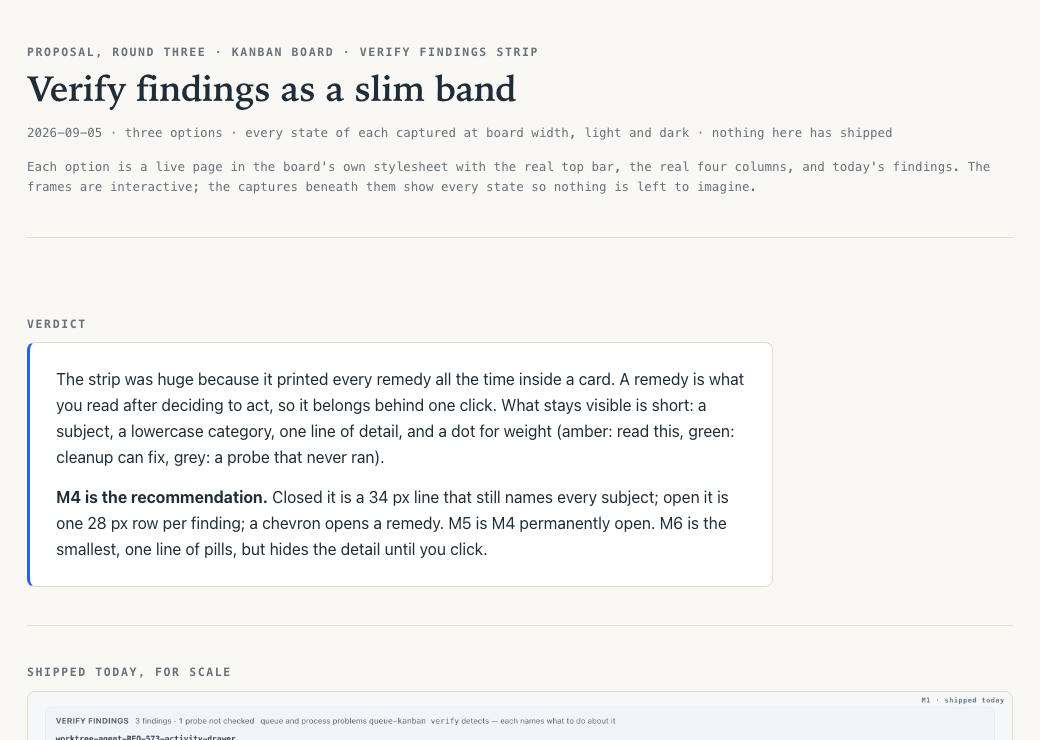 PROPOSAL, ROUND THREE · KANBAN BOARD · VERIFY FINDINGS STRIP
Verify findings as a slim band
2026-09-05 · three options · every state of each captured at board width, light and dark · nothing here has shipped
Each option is a live page in the board's own stylesheet with the real top bar, the real four columns, and today's findings. The
frames are interactive; the captures beneath them show every state so nothing is left to imagine.
VERDICT
The strip was huge because it printed every remedy all the time inside a card. A remedy is what
you read after deciding to act, so it belongs behind one click. What stays visible is short: a
subject, a lowercase category, one line of detail, and a dot for weight (amber: read this, green:
cleanup can fix, grey: a probe that never ran).
M4 is the recommendation. Closed it is a 34 px line that still names every subject; open it is
one 28 px row per finding; a chevron opens a remedy. M5 is M4 permanently open. M6 is the
smallest, one line of pills, but hides the detail until you click.
SHIPPED TODAY, FOR SCALE
M1 · shipped today
VERIFY FINDINGS 3 findings · 1 probe not checked queue and process problems queue-kanban verify detects — each names what to do about it
worktree-agent-REQ-573-activity-drawer